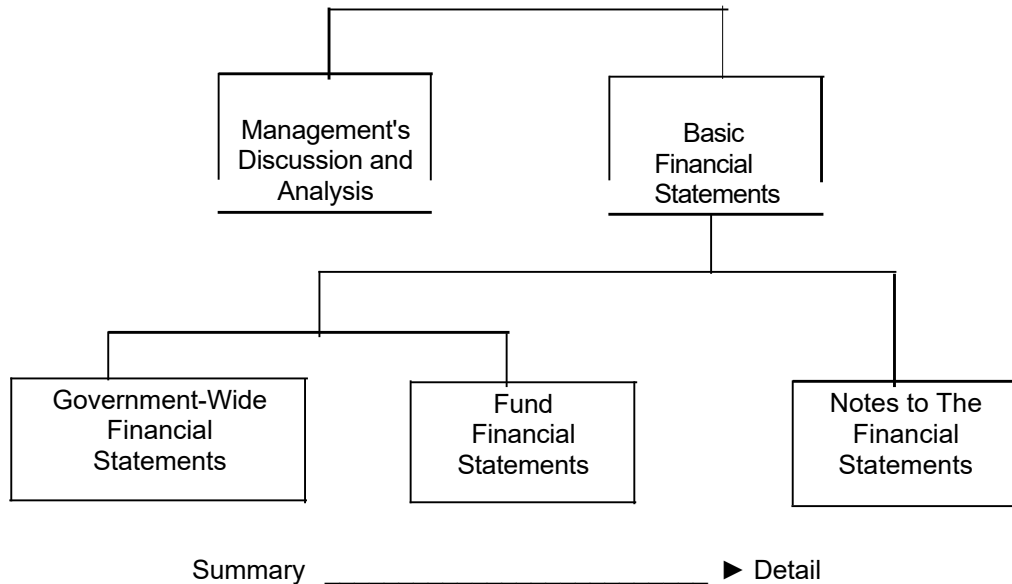 Management's
Discussion and
Analysis
Basic
Financial
Statements
Government-Wide
Financial
Statements
Fund
Financial
Statements
Notes to The
Financial
Statements
Summary ► Detail